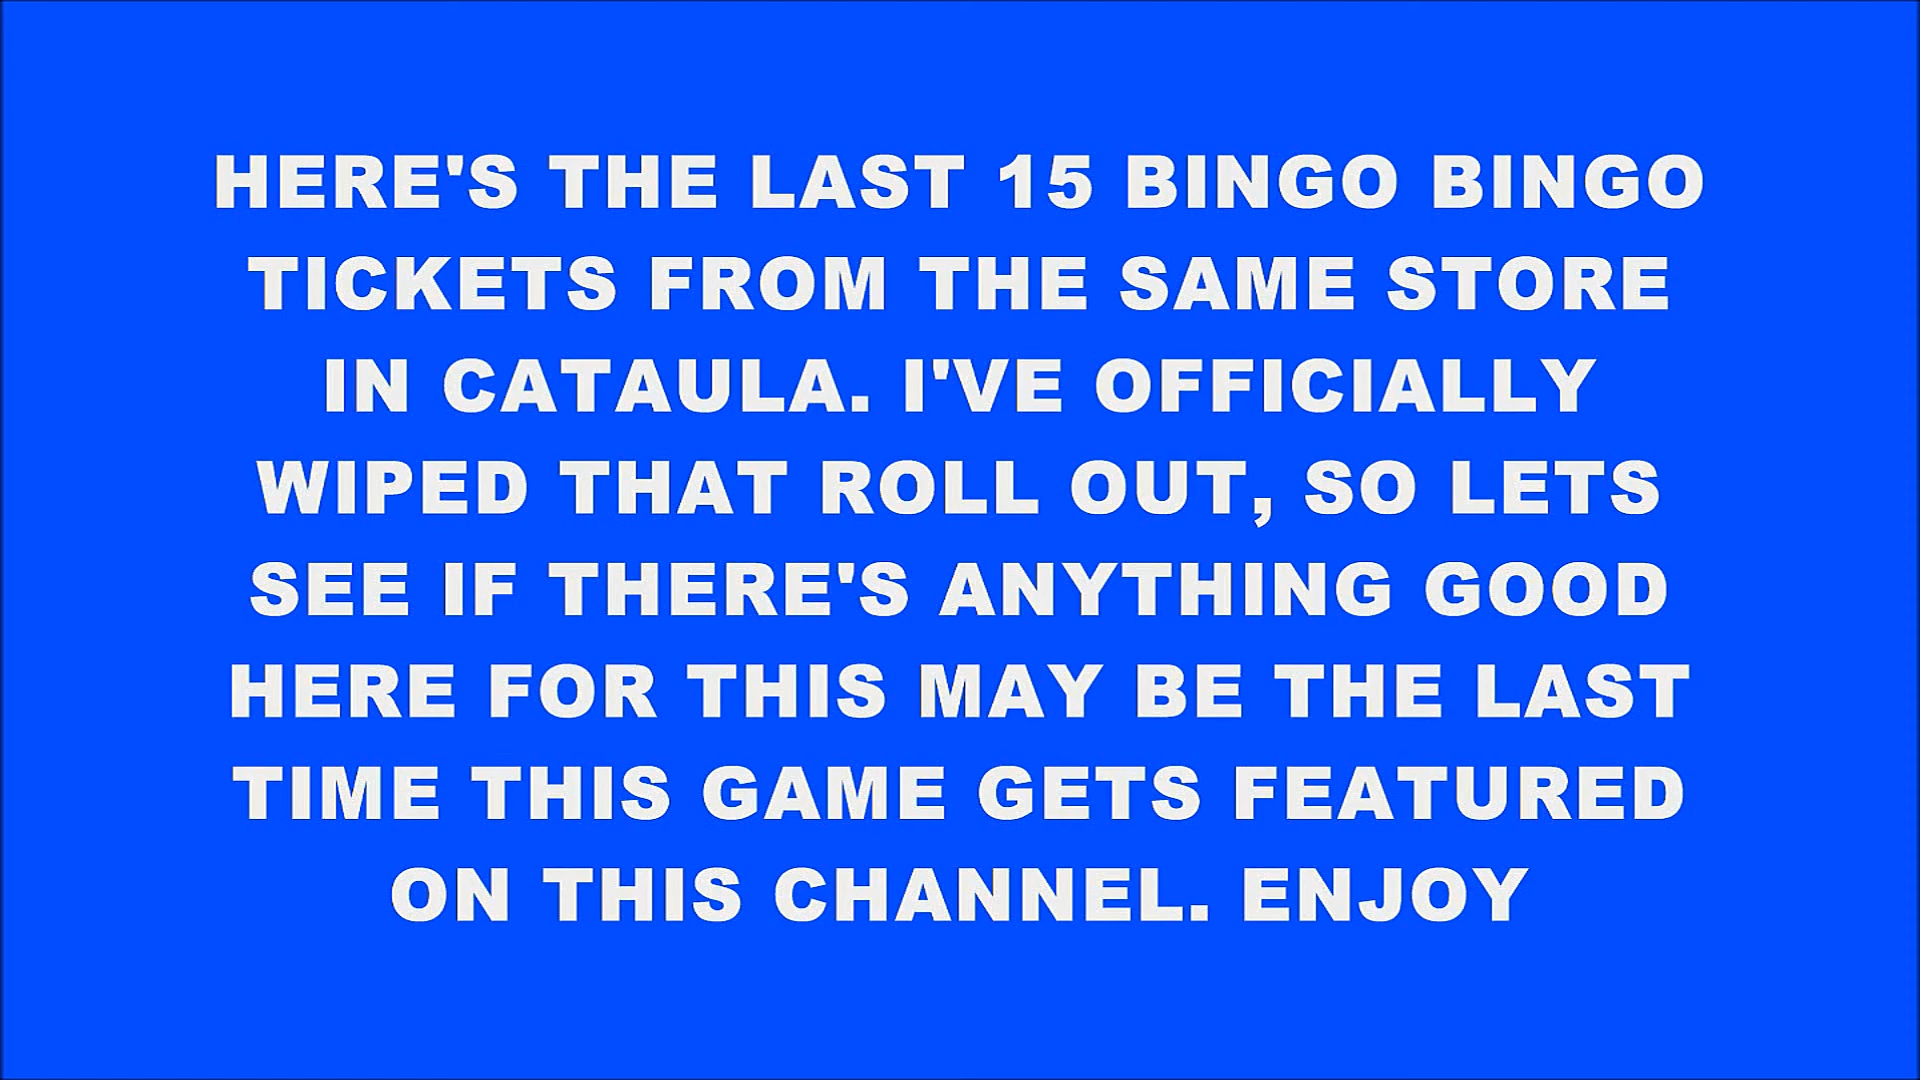 HERE'S THE LAST 15 BINGO BINGO
TICKETS FROM THE SAME STORE
IN CATAULA. I'VE OFFICIALLY
WIPED THAT ROLL OUT, SO LETS
SEE IF THERE'S ANYTHING GOOD
HERE FOR THIS MAY BE THE LAST
TIME THIS GAME GETS FEATURED
ON THIS CHANNEL. ENJOY